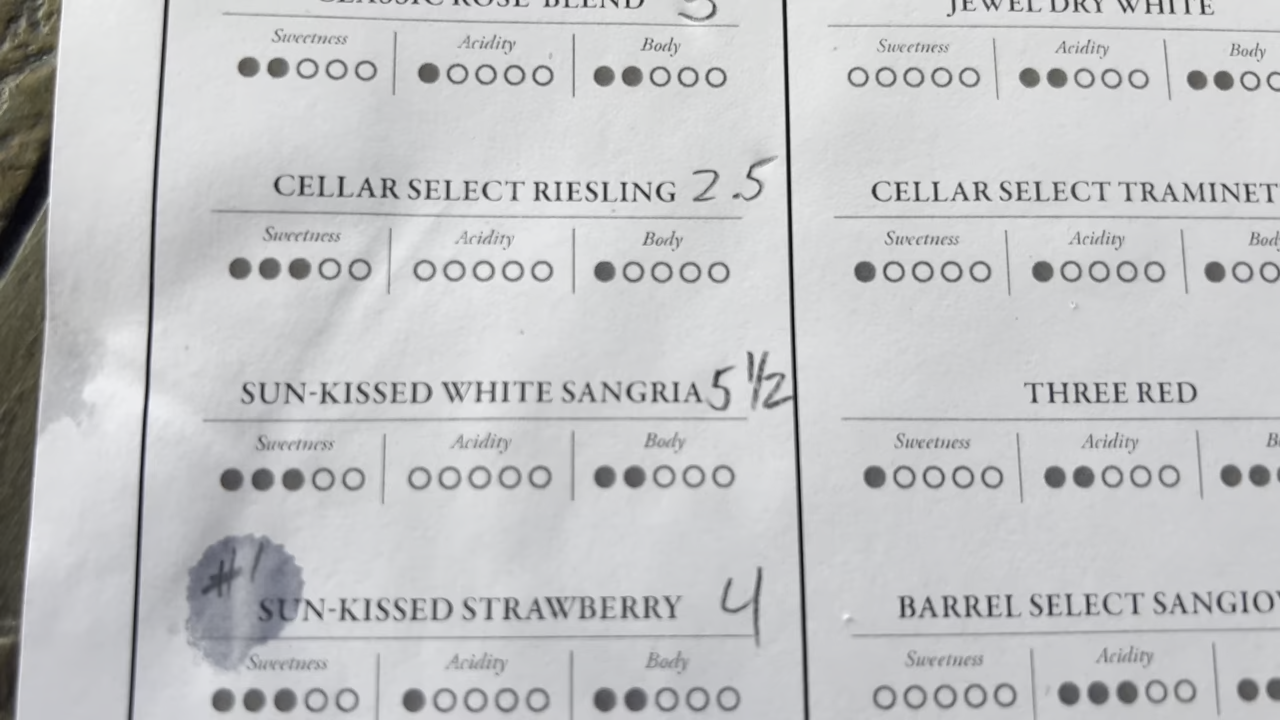 CLASSIC ROSÉ BLEND
Sweetness Acidity Body
CELLAR SELECT RIESLING 2.5
Sweetness Acidity Body
SUN-KISSED WHITE SANGRIA 5 1/2
Sweetness Acidity Body
#1
SUN-KISSED STRAWBERRY 4
Sweetness Acidity Body
JEWEL DRY WHITE
Sweetness Acidity Body
CELLAR SELECT TRAMINET
Sweetness Acidity Bod
THREE RED
Sweetness Acidity
BARREL SELECT SANGIO
Sweetness Acidity